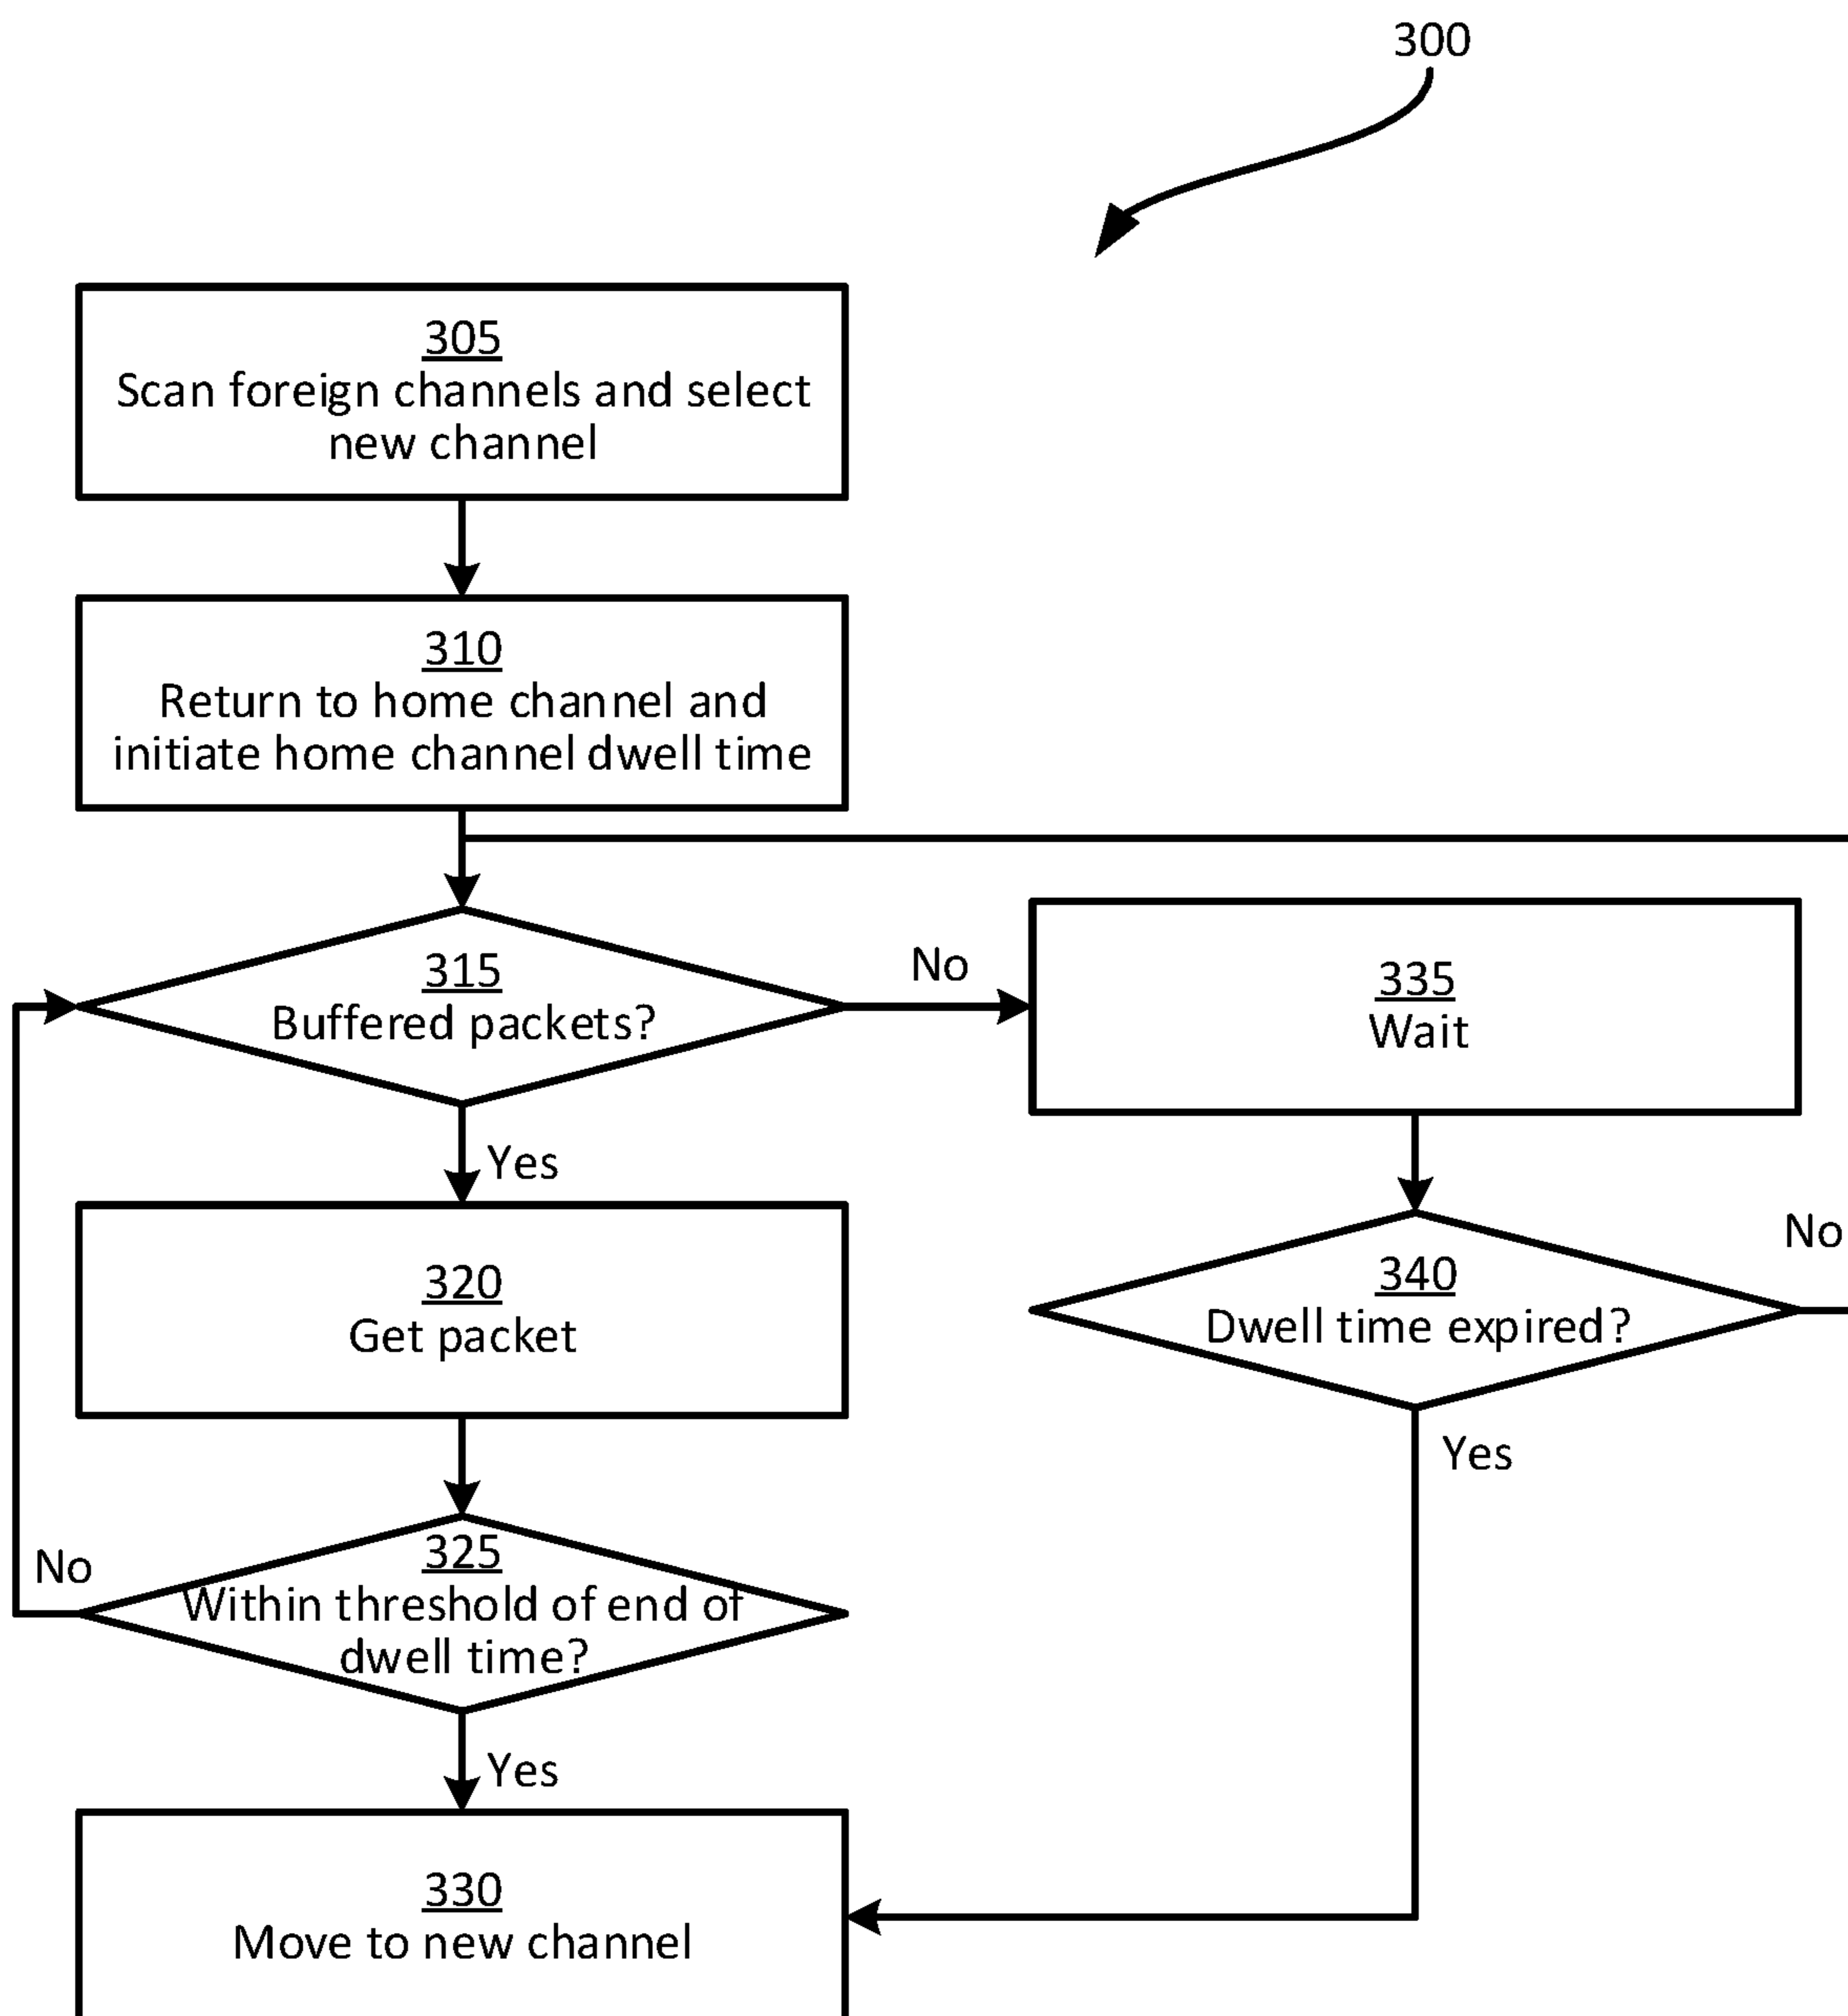 300
305
Scan foreign channels and select
new channel
310
Return to home channel and
initiate home channel dwell time
315
Buffered packets?
No
335
Wait
Yes
320
Get packet
No
340
Dwell time expired?
Yes
325
Within threshold of end of
dwell time?
No
Yes
330
Move to new channel